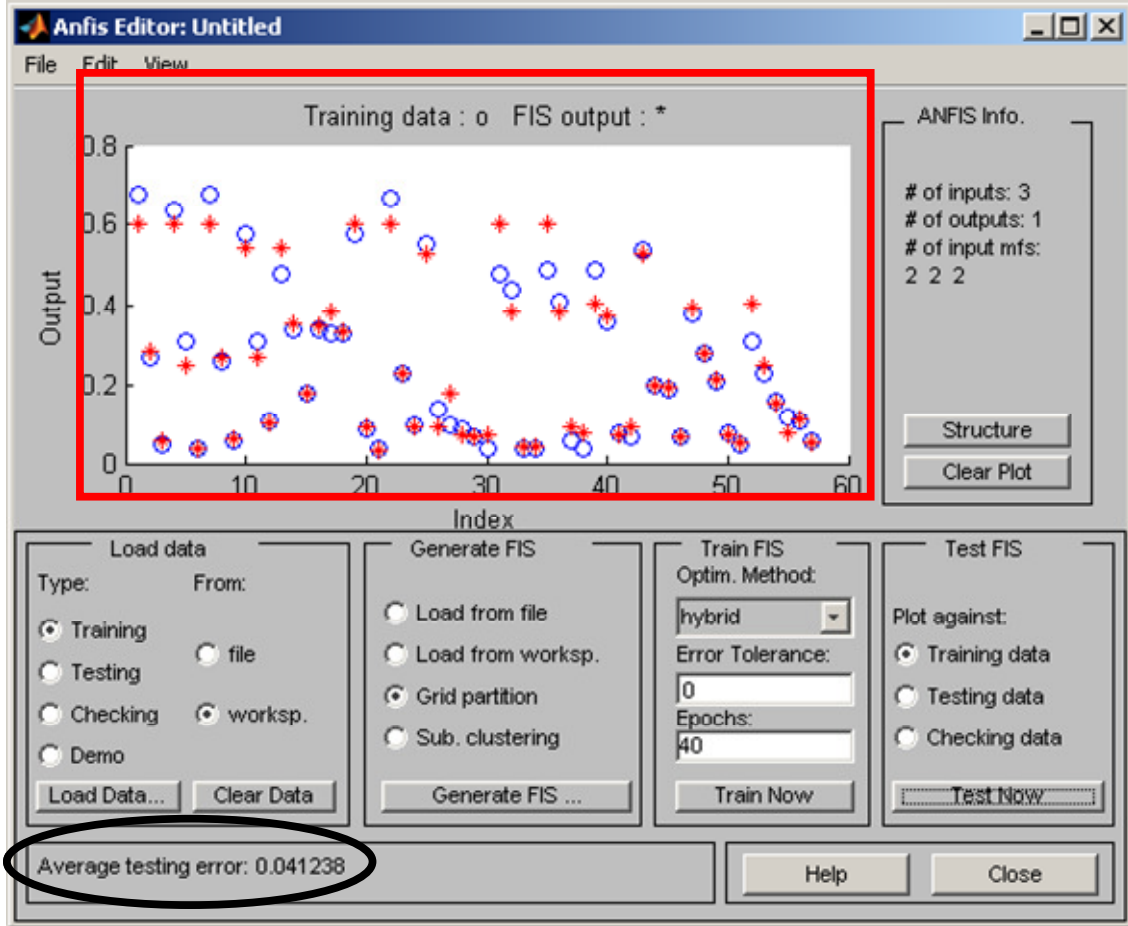 Anfis Editor: Untitled
File Edit View
Training data : o FIS output : *
0.8
0.6
0.4
0.2
0
Output
0 10 20 30 40 50 60
Index
ANFIS Info.
# of inputs: 3
# of outputs: 1
# of input mfs:
2 2 2
Structure
Clear Plot
Load data
Type: From:
Training
Testing
Checking
Demo
file
worksp.
Load Data... Clear Data
Generate FIS
Load from file
Load from worksp.
Grid partition
Sub. clustering
Generate FIS ...
Train FIS
Optim. Method:
hybrid
Error Tolerance:
0
Epochs:
40
Train Now
Test FIS
Plot against:
Training data
Testing data
Checking data
Test Now
Average testing error: 0.041238
Help Close